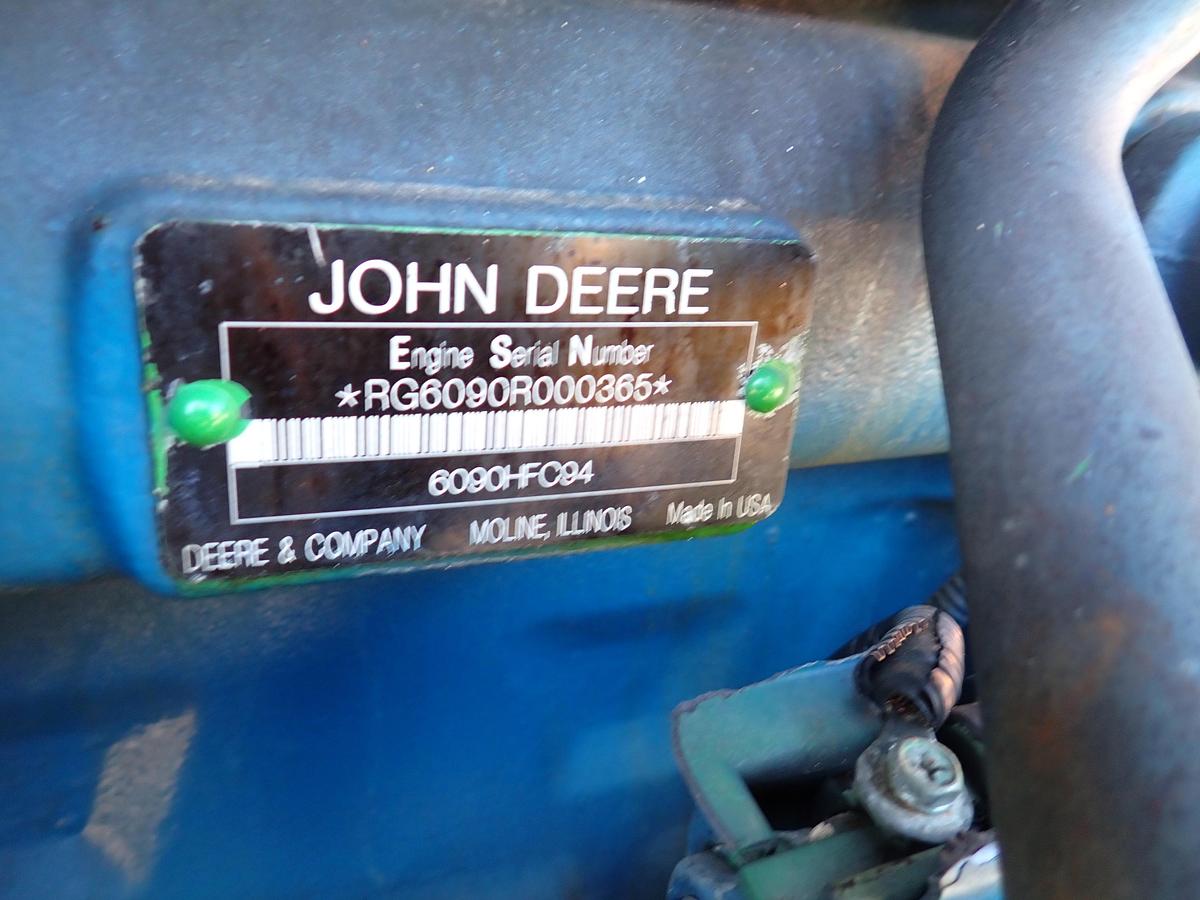 JOHN DEERE
Engine Serial Number
*RG6090R000365*
6090HFC94
DEERE & COMPANY MOLINE, ILLINOIS Made In USA